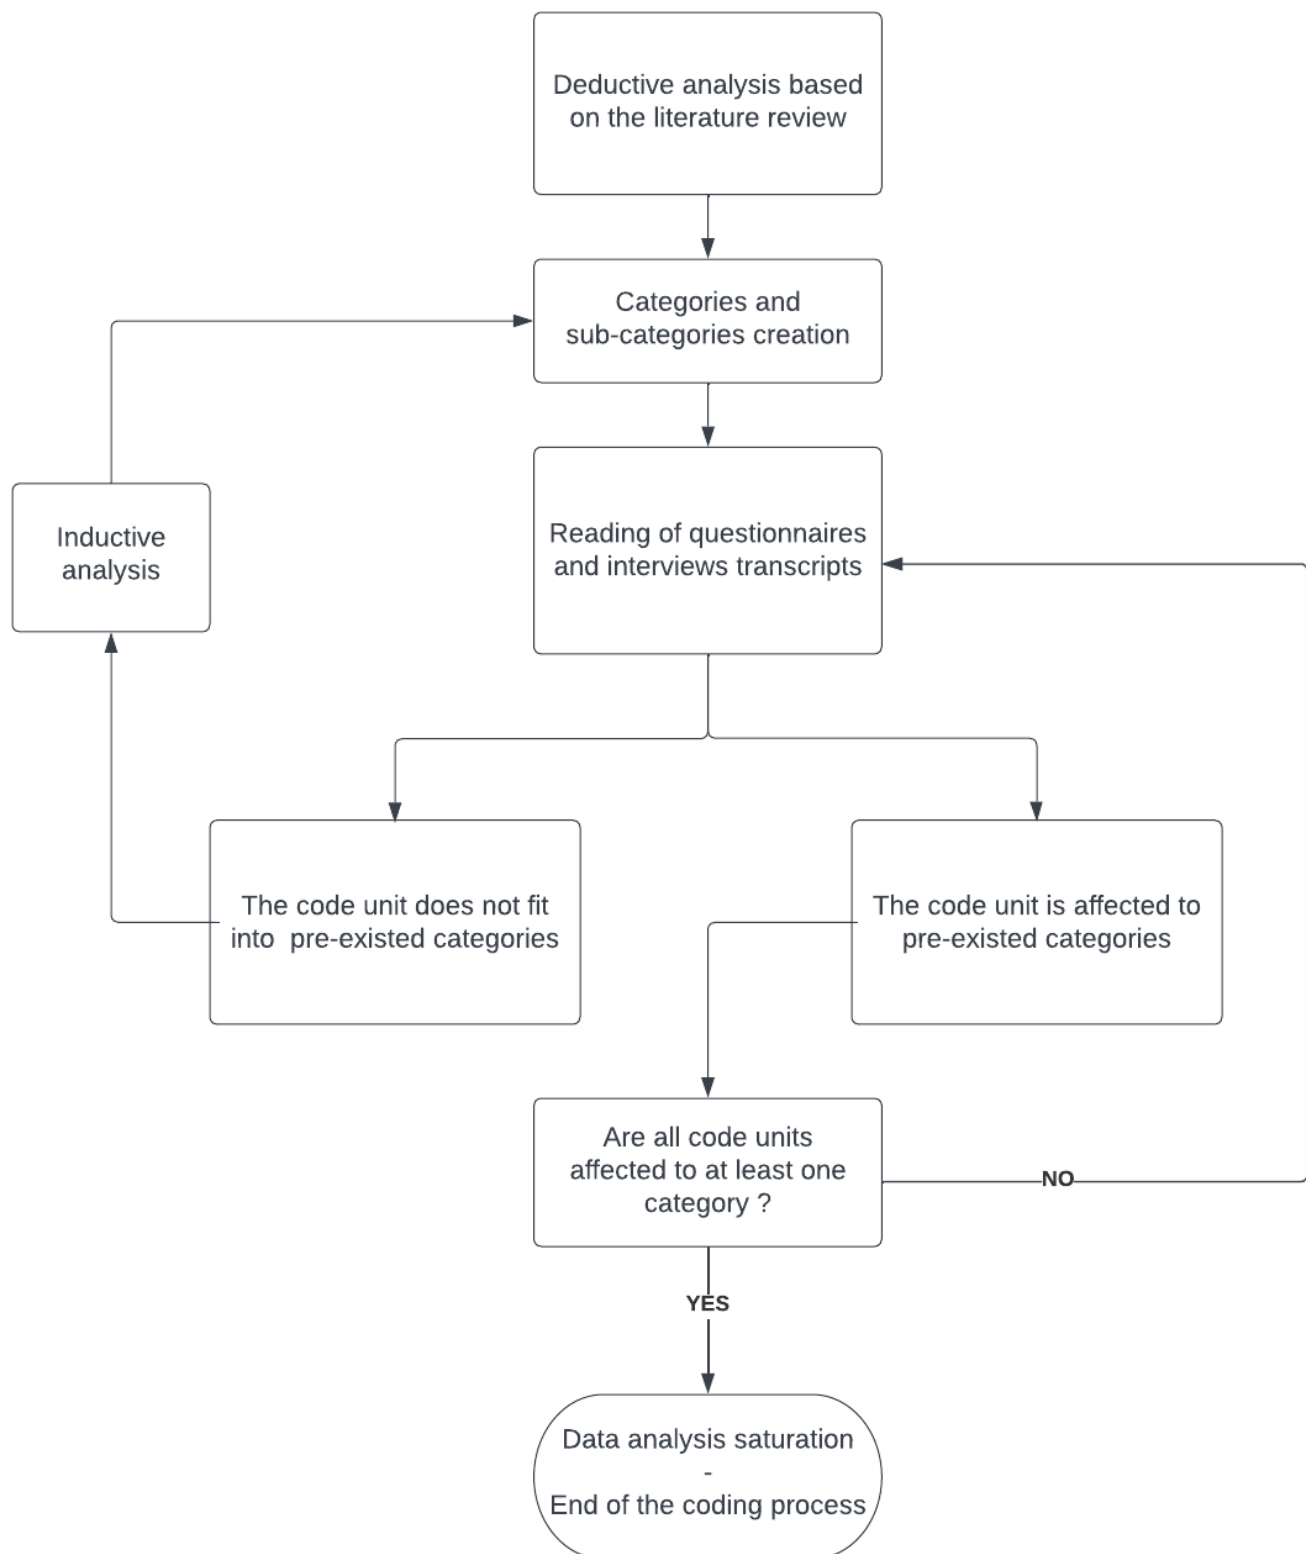 Deductive analysis based
on the literature review
Categories and
sub-categories creation
Inductive
analysis
Reading of questionnaires
and interviews transcripts
The code unit does not fit
into  pre-existed categories
The code unit is affected to
pre-existed categories
Are all code units
affected to at least one
category ?
NO
YES
Data analysis saturation
-
End of the coding process